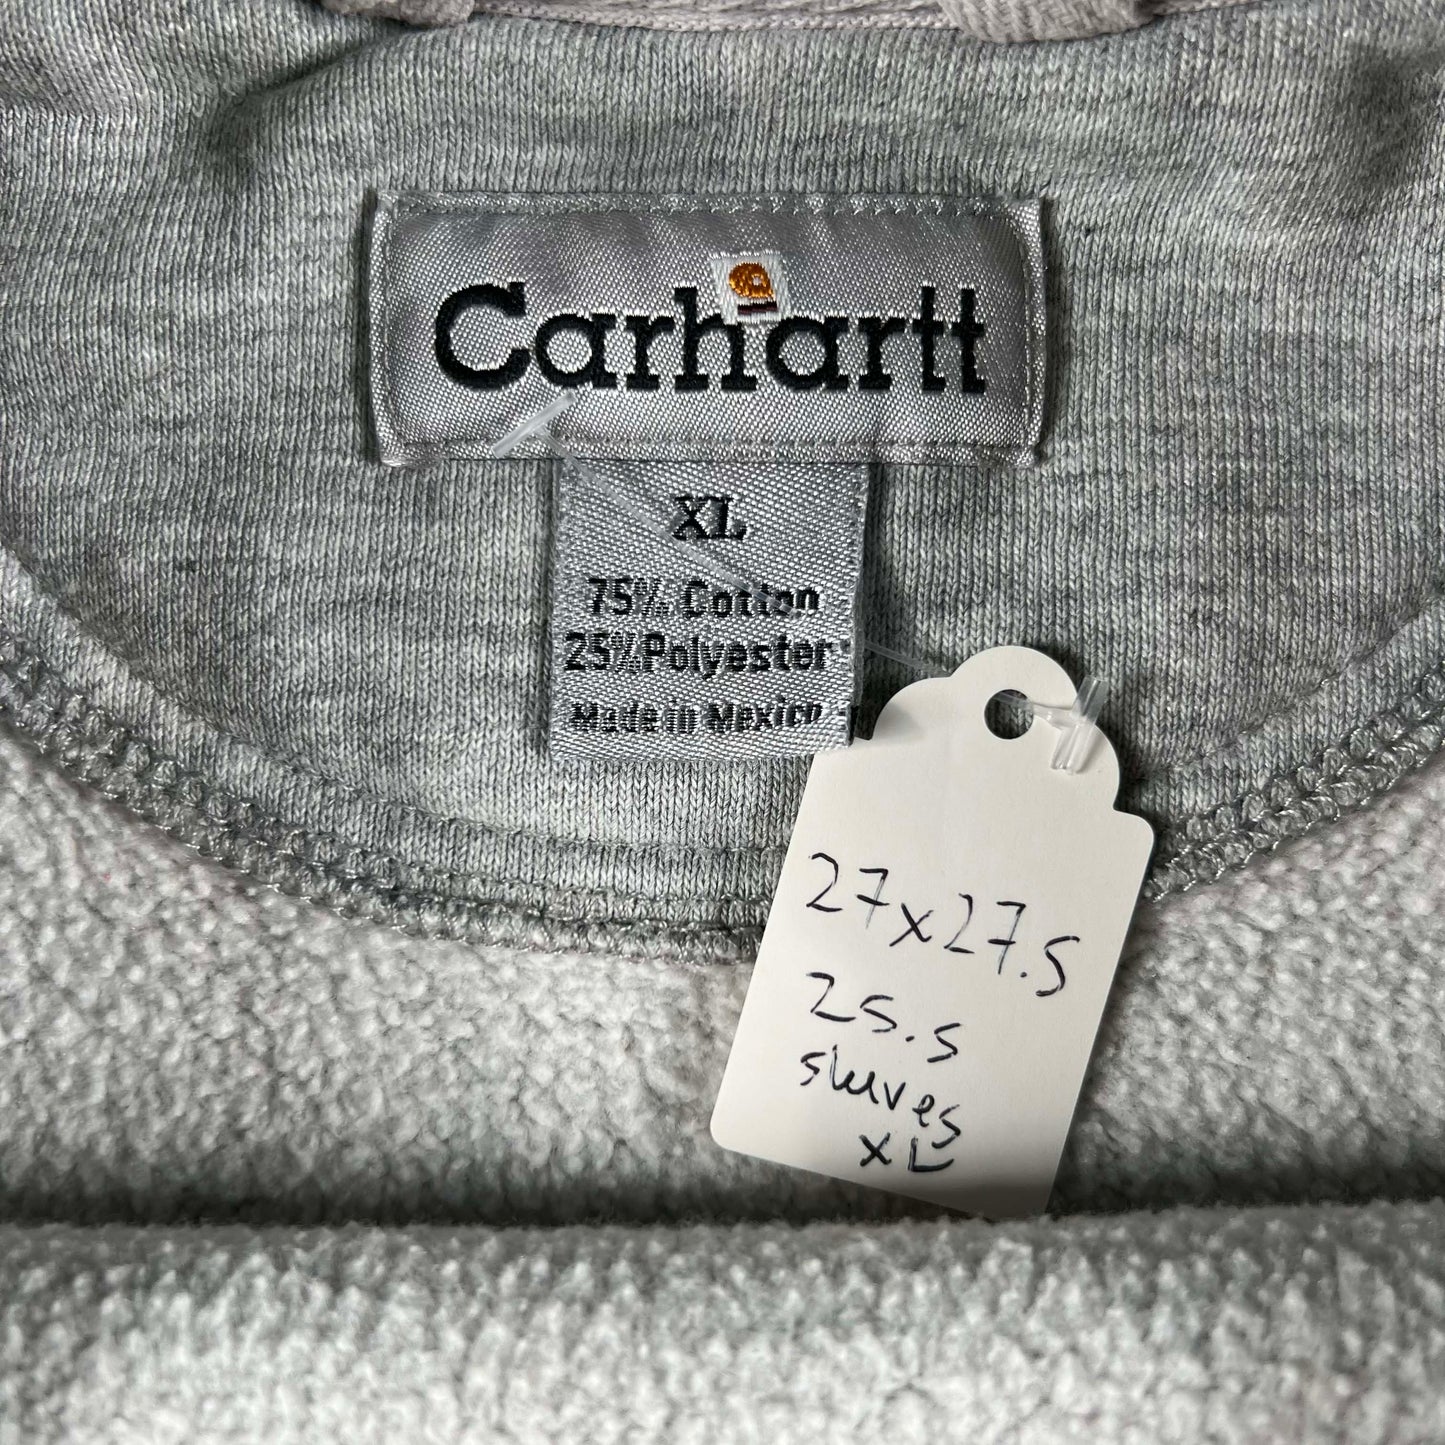 Carhartt
XL
75% Cotton
25% Polyester
Made in Mexico
27x27.5
25.5
sleeves
XL